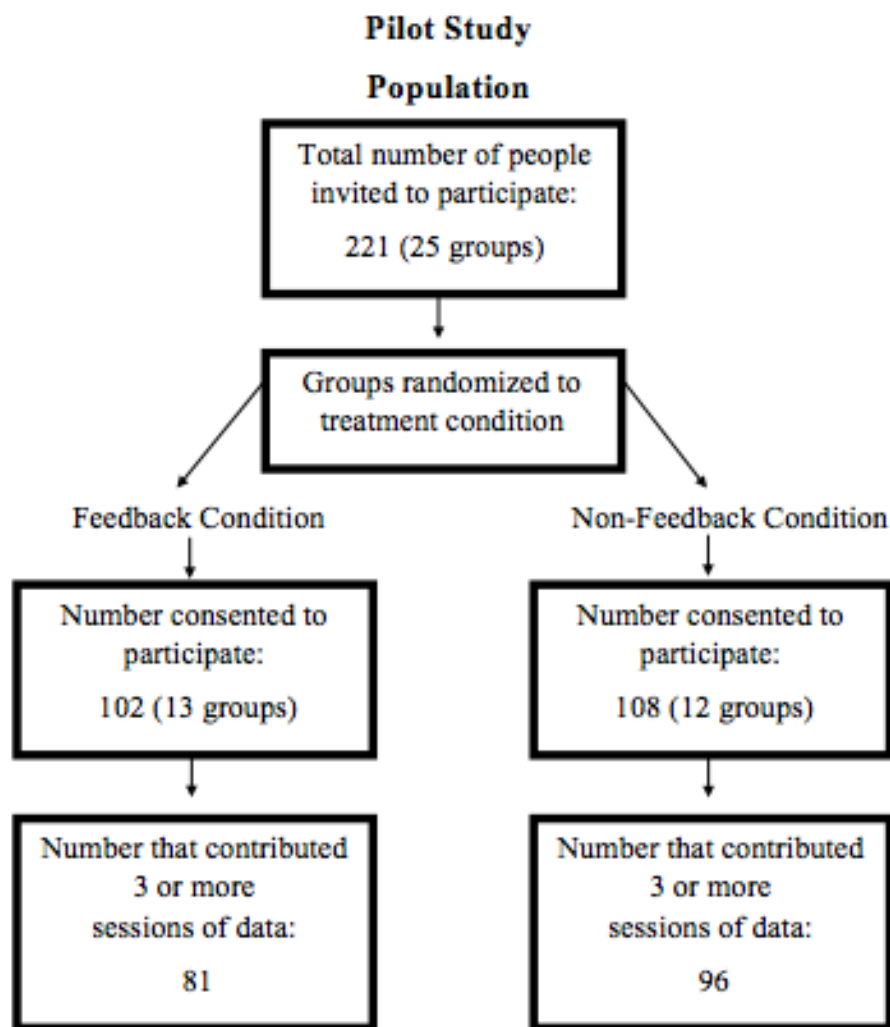 Pilot Study
Population
Total number of people
invited to participate:
221 (25 groups)
Groups randomized to
treatment condition
Feedback Condition
Non-Feedback Condition
Number consented to
participate:
102 (13 groups)
Number consented to
participate:
108 (12 groups)
Number that contributed
3 or more
sessions of data:
81
Number that contributed
3 or more
sessions of data:
96